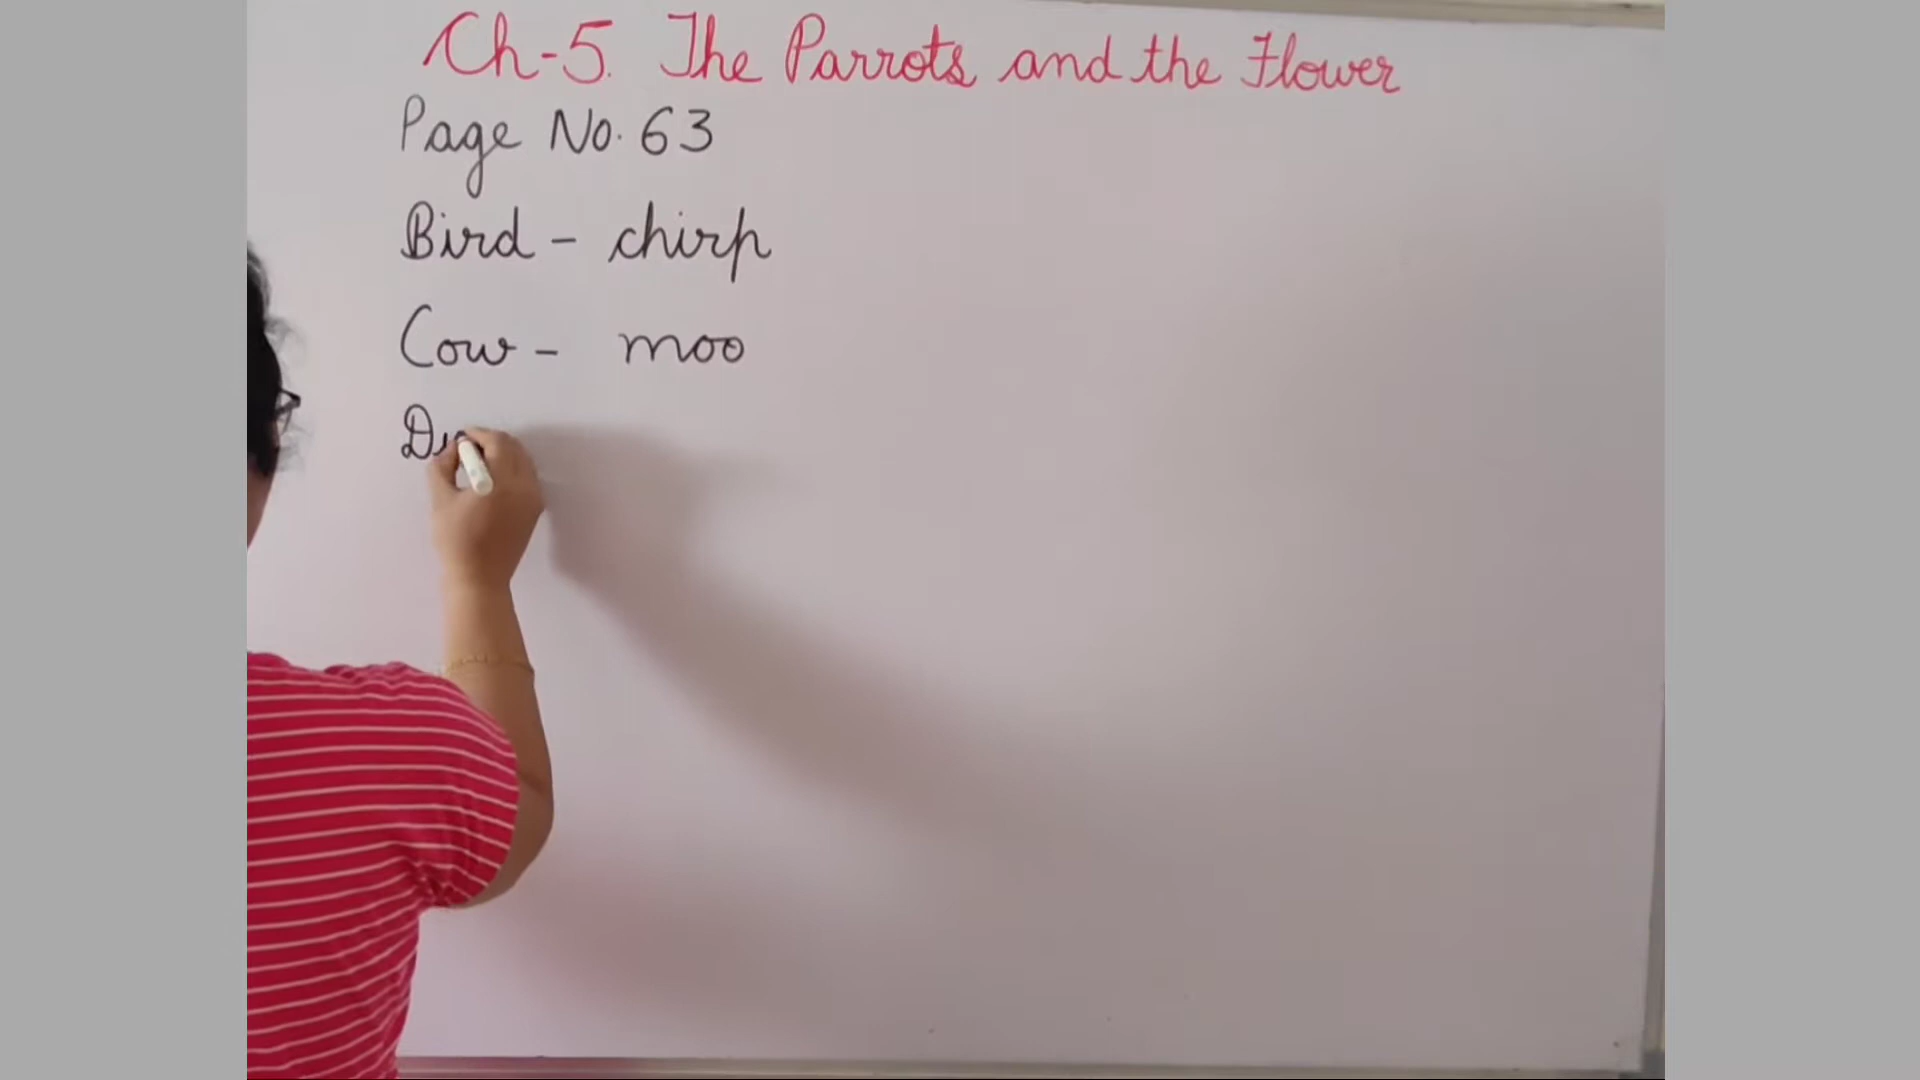 Ch-5. The Parrots and the Flower
Page No. 63
Bird - chirp
Cow - moo